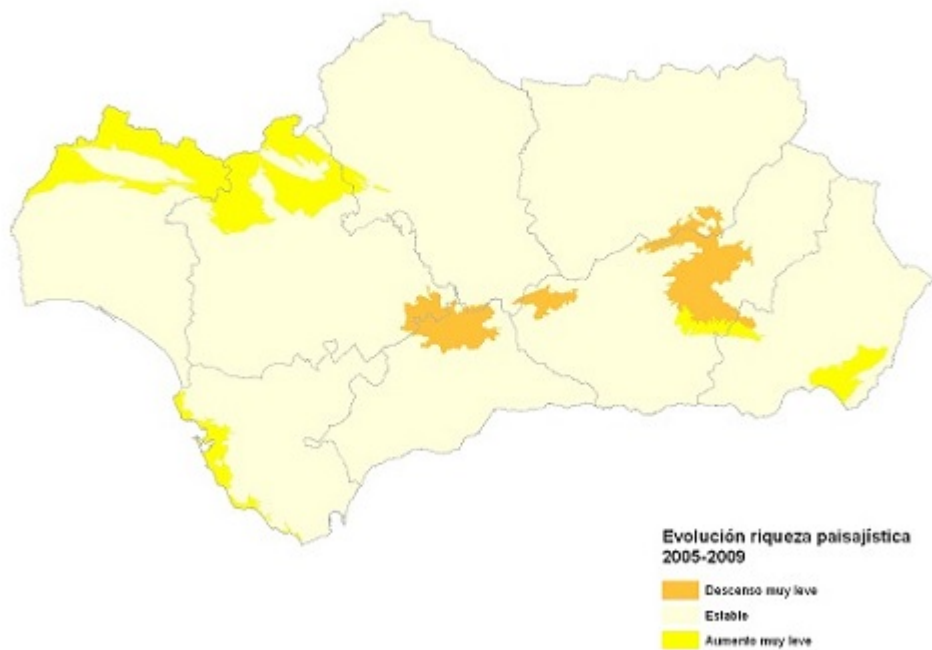 Evolución riqueza paisajística
2005-2009
Descenso muy leve
Estable
Aumento muy leve